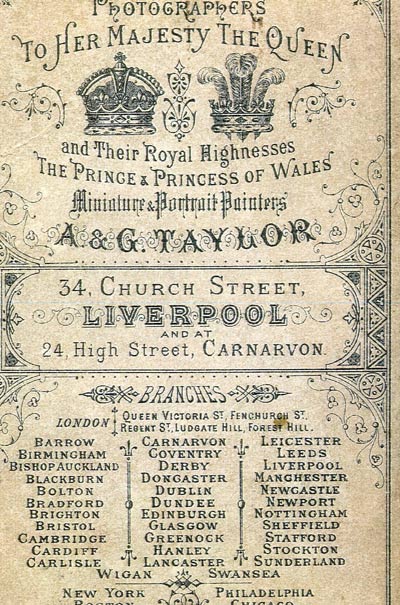 Photographers
To Her Majesty The Queen
and Their Royal Highnesses
The Prince & Princess of Wales
Miniature & Portrait Painters
A & G. TAYLOR
34, Church Street,
LIVERPOOL
AND AT
24, High Street, Carnarvon.
BRANCHES
LONDON Queen Victoria St, Fenchurch St.
Regent St, Ludgate Hill, Forest Hill.
BARROW CARNARVON LEICESTER
BIRMINGHAM COVENTRY LEEDS
BISHOP AUCKLAND DERBY LIVERPOOL
BLACKBURN DONCASTER MANCHESTER
BOLTON DUBLIN NEWCASTLE
BRADFORD DUNDEE NEWPORT
BRIGHTON EDINBURGH NOTTINGHAM
BRISTOL GLASGOW SHEFFIELD
CAMBRIDGE GREENOCK STAFFORD
CARDIFF HANLEY STOCKTON
CARLISLE LANCASTER SUNDERLAND
WIGAN SWANSEA
NEW YORK PHILADELPHIA
BOSTON CHICAGO